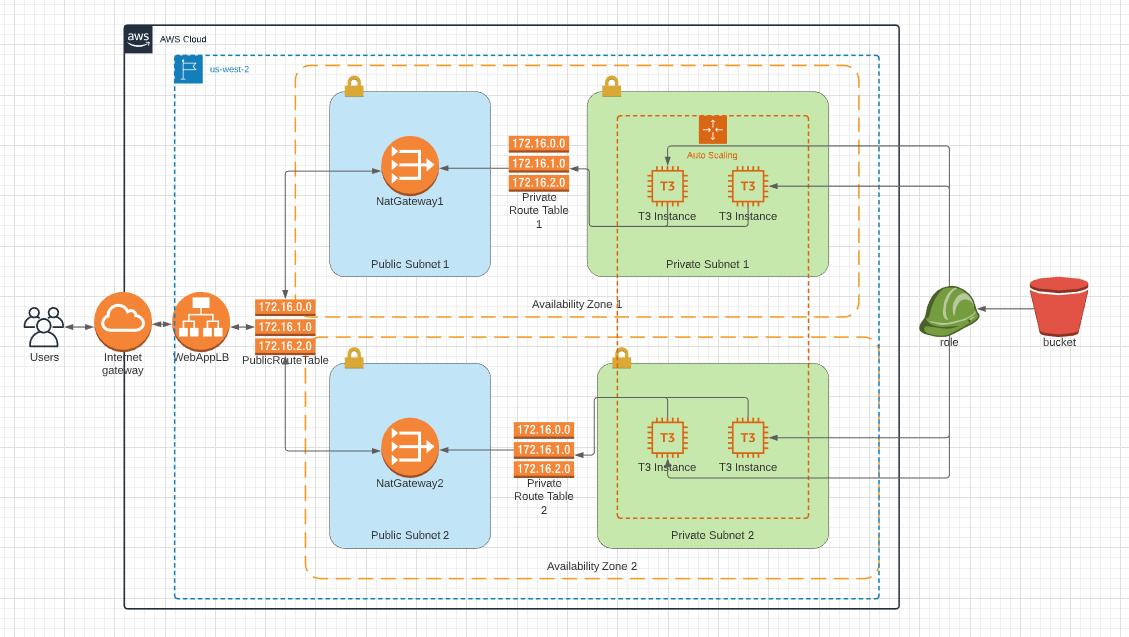 aws
AWS Cloud
us-west-2
172.16.0.0
172.16.1.0
172.16.2.0
Private
Route Table
1
NatGateway1
Public Subnet 1
Auto Scaling
T3
T3
T3 Instance
T3 Instance
Private Subnet 1
Availability Zone 1
Users
Internet
gateway
WebAppLB
172.16.0.0
172.16.1.0
172.16.2.0
PublicRouteTable
role
bucket
NatGateway2
Public Subnet 2
172.16.0.0
172.16.1.0
172.16.2.0
Private
Route Table
2
T3
T3
T3 Instance
T3 Instance
Private Subnet 2
Availability Zone 2